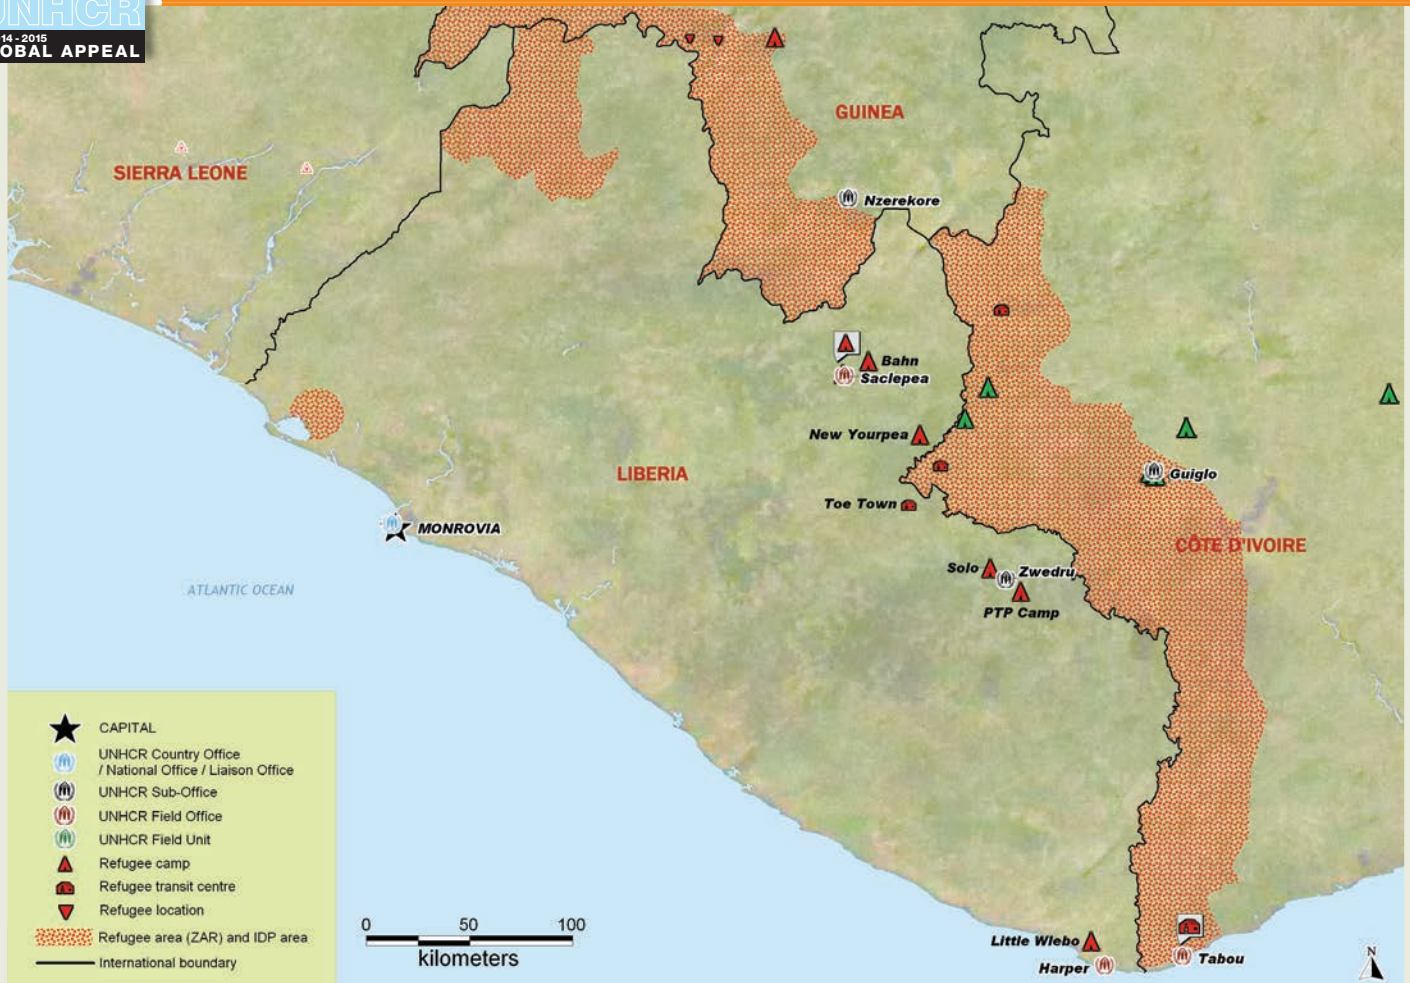 UNHCR
14 - 2015
OBAL APPEAL
GUINEA
SIERRA LEONE
Nzerekore
Bahn
Saclepea
New Yourpea
LIBERIA
Guiglo
Toe Town
MONROVIA
CÔTE D'IVOIRE
Solo
Zwedru
ATLANTIC OCEAN
PTP Camp
CAPITAL
UNHCR Country Office
/ National Office / Liaison Office
UNHCR Sub-Office
UNHCR Field Office
UNHCR Field Unit
Refugee camp
Refugee transit centre
Refugee location
Refugee area (ZAR) and IDP area
International boundary
0 50 100
kilometers
Little Wlebo
Harper
Tabou
N